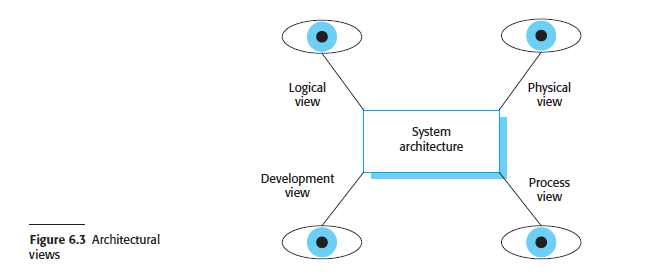 Logical
view
Physical
view
System
architecture
Development
view
Process
view
Figure 6.3 Architectural
views